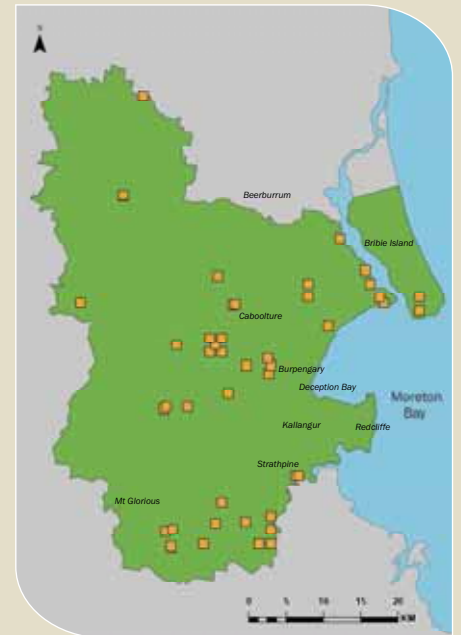 N
Beerburrum
Bribie Island
Caboolture
Burpengary
Deception Bay
Moreton
Bay
Kallangur
Redcliffe
Strathpine
Mt Glorious
0 5 10 15 20
KM